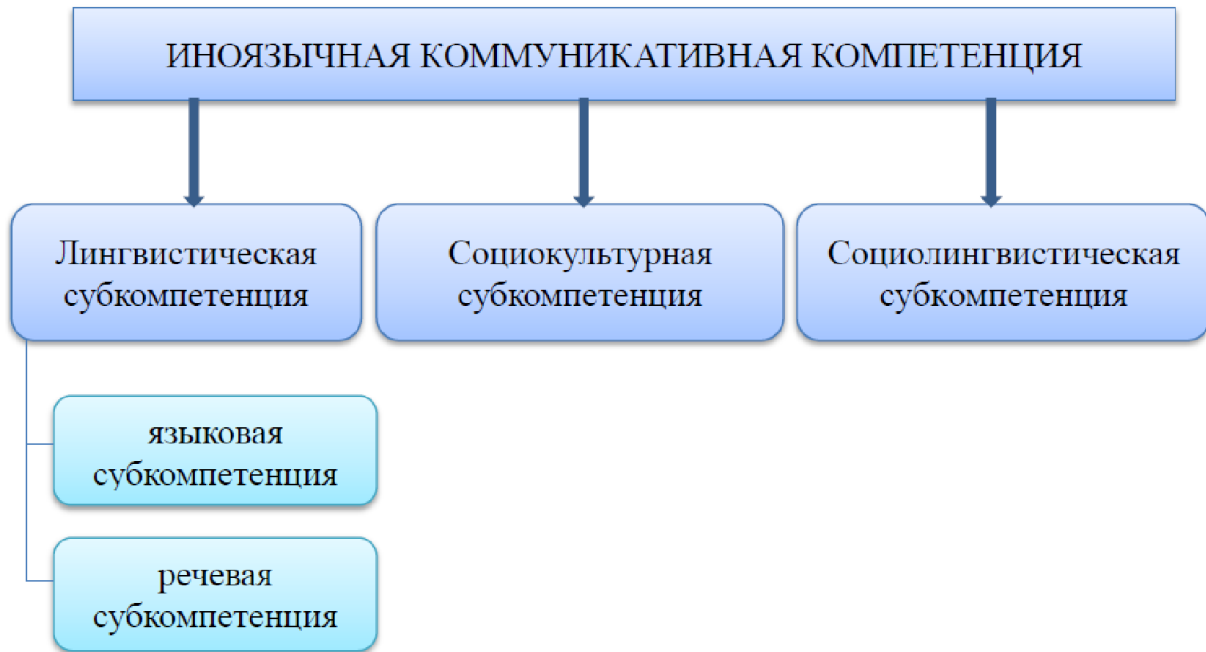 ИНОЯЗЫЧНАЯ КОММУНИКАТИВНАЯ КОМПЕТЕНЦИЯ
Лингвистическая
субкомпетенция
Социокультурная
субкомпетенция
Социолингвистическая
субкомпетенция
языковая
субкомпетенция
речевая
субкомпетенция